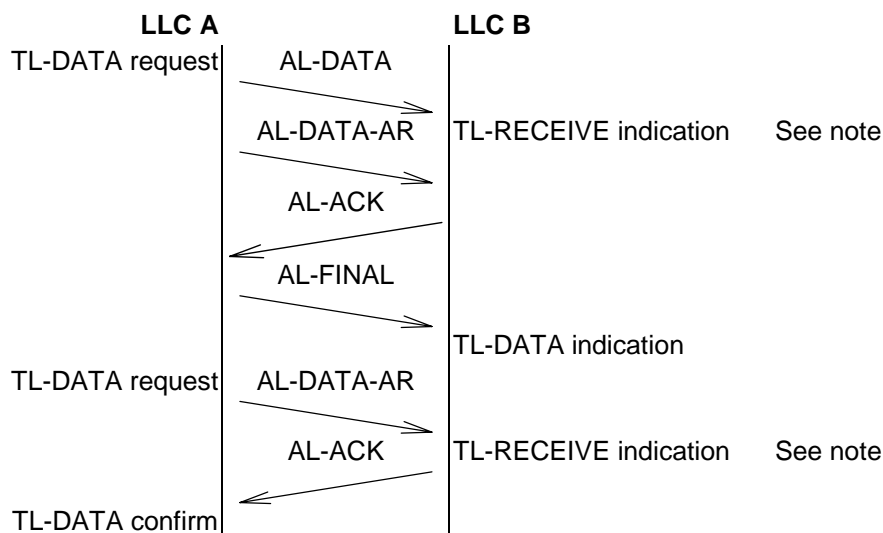 LLC A LLC B
TL-DATA request AL-DATA
AL-DATA-AR TL-RECEIVE indication See note
AL-ACK
AL-FINAL
TL-DATA indication
TL-DATA request AL-DATA-AR
AL-ACK TL-RECEIVE indication See note
TL-DATA confirm